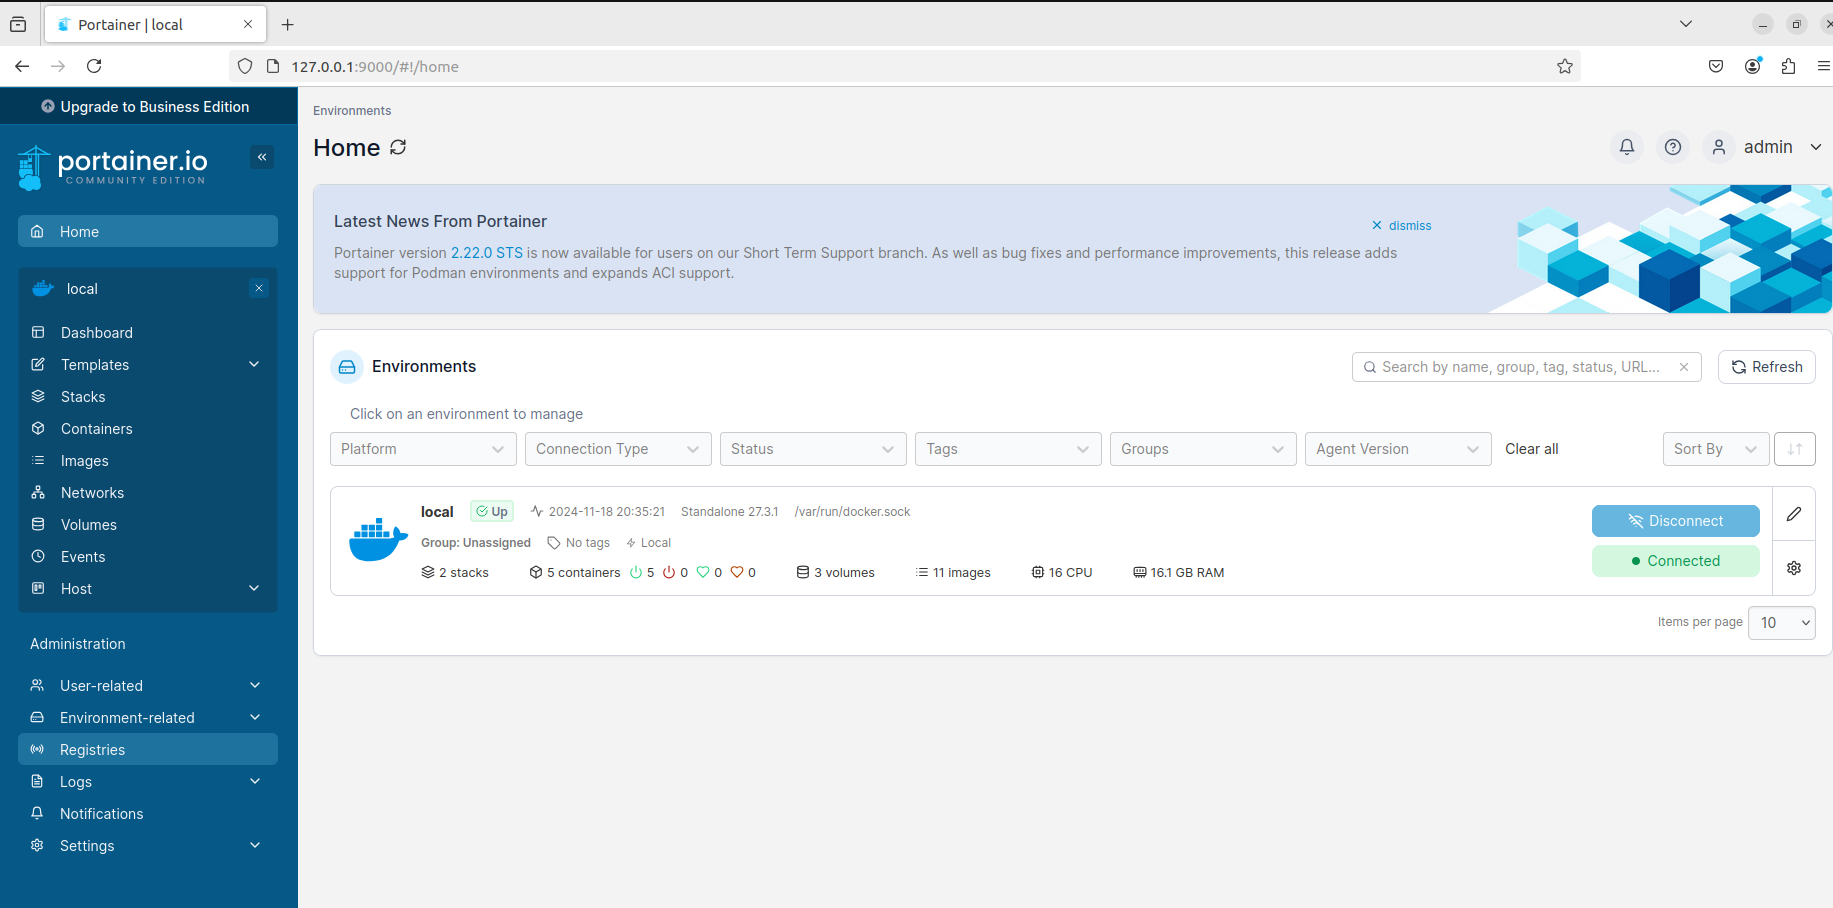 Portainer | local
127.0.0.1:9000/#!/home
Upgrade to Business Edition
portainer.io
COMMUNITY EDITION
Home
local
Dashboard
Templates
Stacks
Containers
Images
Networks
Volumes
Events
Host
Administration
User-related
Environment-related
Registries
Logs
Notifications
Settings
Environments
Home
admin
Latest News From Portainer
dismiss
Portainer version 2.22.0 STS is now available for users on our Short Term Support branch. As well as bug fixes and performance improvements, this release adds
support for Podman environments and expands ACI support.
Environments
Search by name, group, tag, status, URL...
Refresh
Click on an environment to manage
Platform Connection Type Status Tags Groups Agent Version Clear all Sort By
local Up 2024-11-18 20:35:21 Standalone 27.3.1 /var/run/docker.sock
Group: Unassigned No tags Local
2 stacks 5 containers 5 0 0 0 3 volumes 11 images 16 CPU 16.1 GB RAM
Disconnect
Connected
Items per page 10